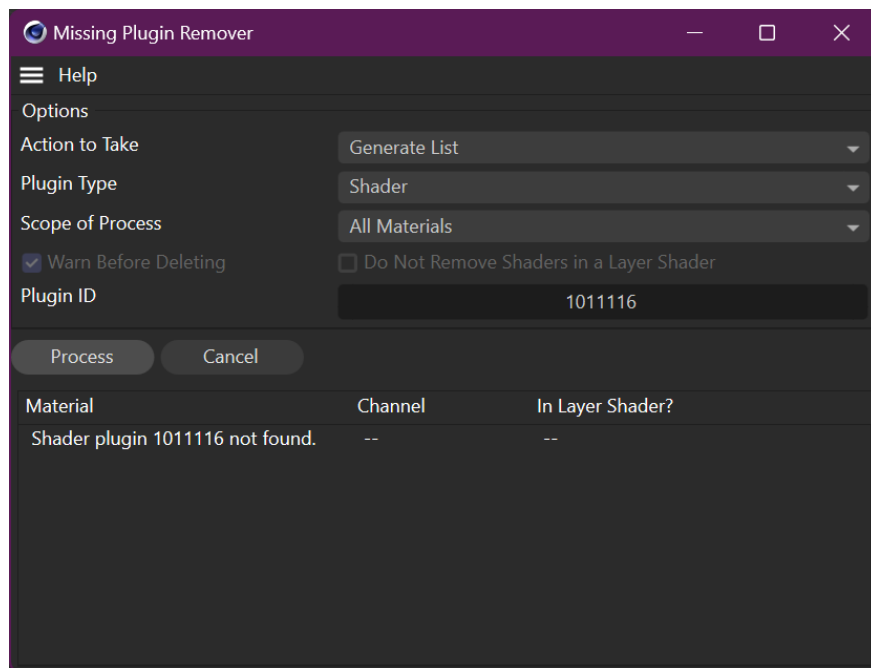 Missing Plugin Remover
Help
Options
Action to Take Generate List
Plugin Type Shader
Scope of Process All Materials
Warn Before Deleting Do Not Remove Shaders in a Layer Shader
Plugin ID 1011116
Process Cancel
Material Channel In Layer Shader?
Shader plugin 1011116 not found. -- --